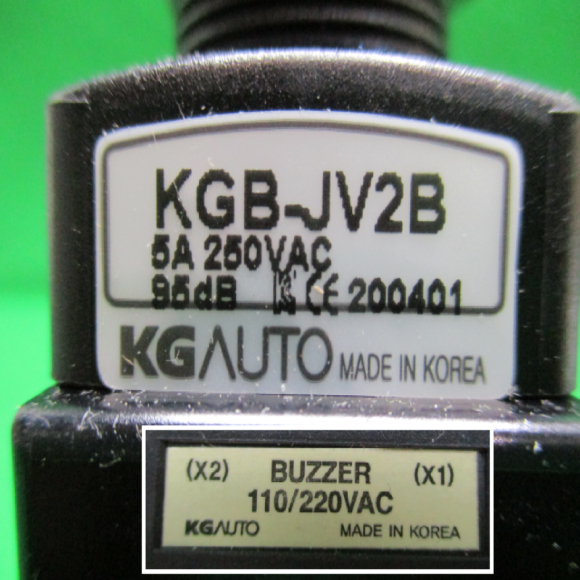 KGB-JV2B
5A 250VAC
95dB CE 200401
KGAUTO MADE IN KOREA
(X2) BUZZER (X1)
110/220VAC
KGAUTO MADE IN KOREA